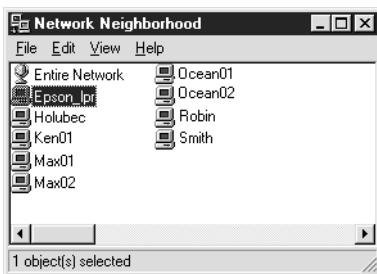 Network Neighborhood
File Edit View Help
Entire Network
Epson_lpr
Holubec
Ken01
Max01
Max02
Ocean01
Ocean02
Robin
Smith
1 object(s) selected